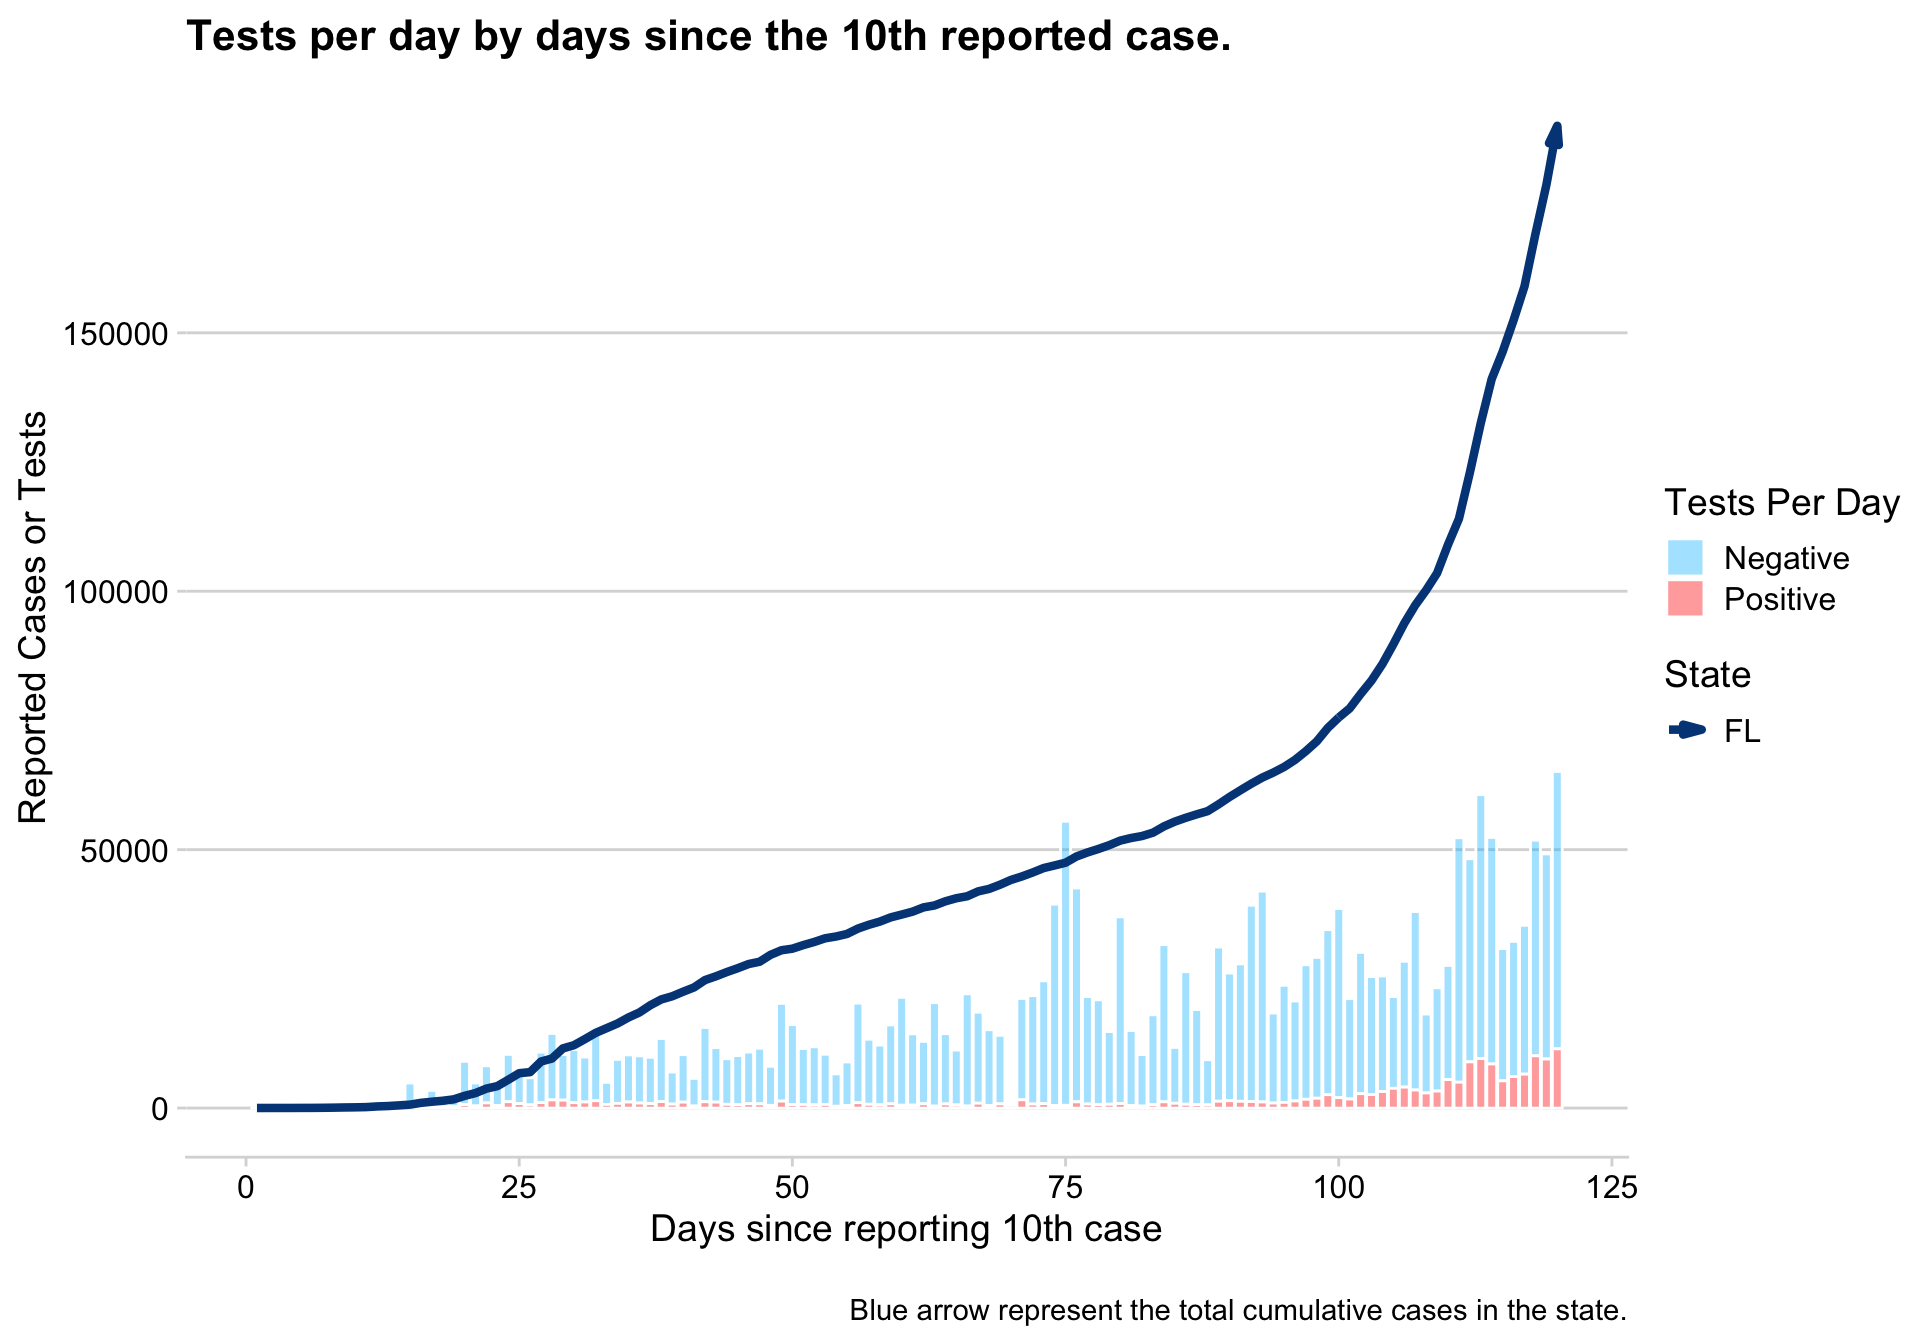 Tests per day by days since the 10th reported case.
Reported Cases or Tests
150000
100000
50000
0
0 25 50 75 100 125
Days since reporting 10th case
Tests Per Day
Negative
Positive
State
FL
Blue arrow represent the total cumulative cases in the state.